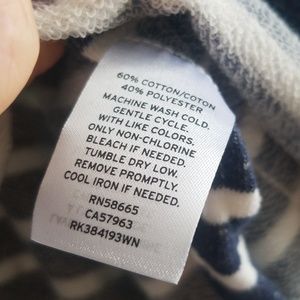 60% COTTON/COTON
40% POLYESTER
MACHINE WASH COLD.
GENTLE CYCLE.
WITH LIKE COLORS.
ONLY NON-CHLORINE
BLEACH IF NEEDED.
TUMBLE DRY LOW.
REMOVE PROMPTLY.
COOL IRON IF NEEDED.
RN58665
CA57963
RK384193WN